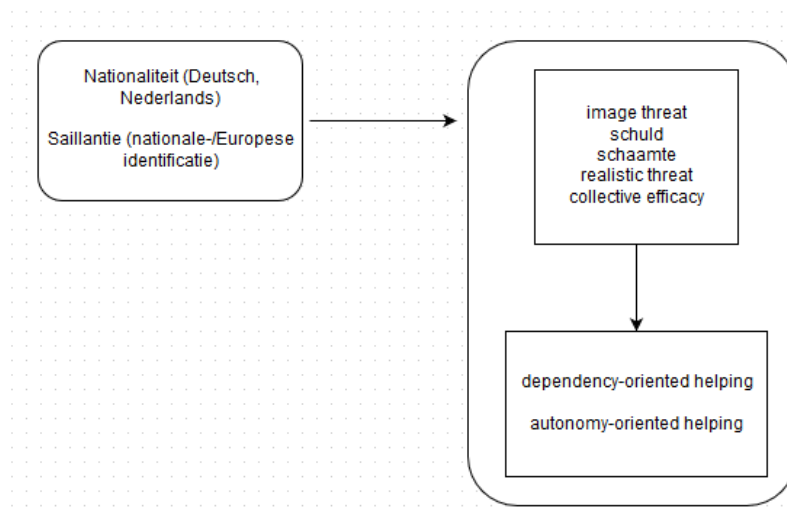 Nationaliteit (Deutsch,
Nederlands)
Saillantie (nationale-/Europese
identificatie)
image threat
schuld
schaamte
realistic threat
collective efficacy
dependency-oriented helping
autonomy-oriented helping